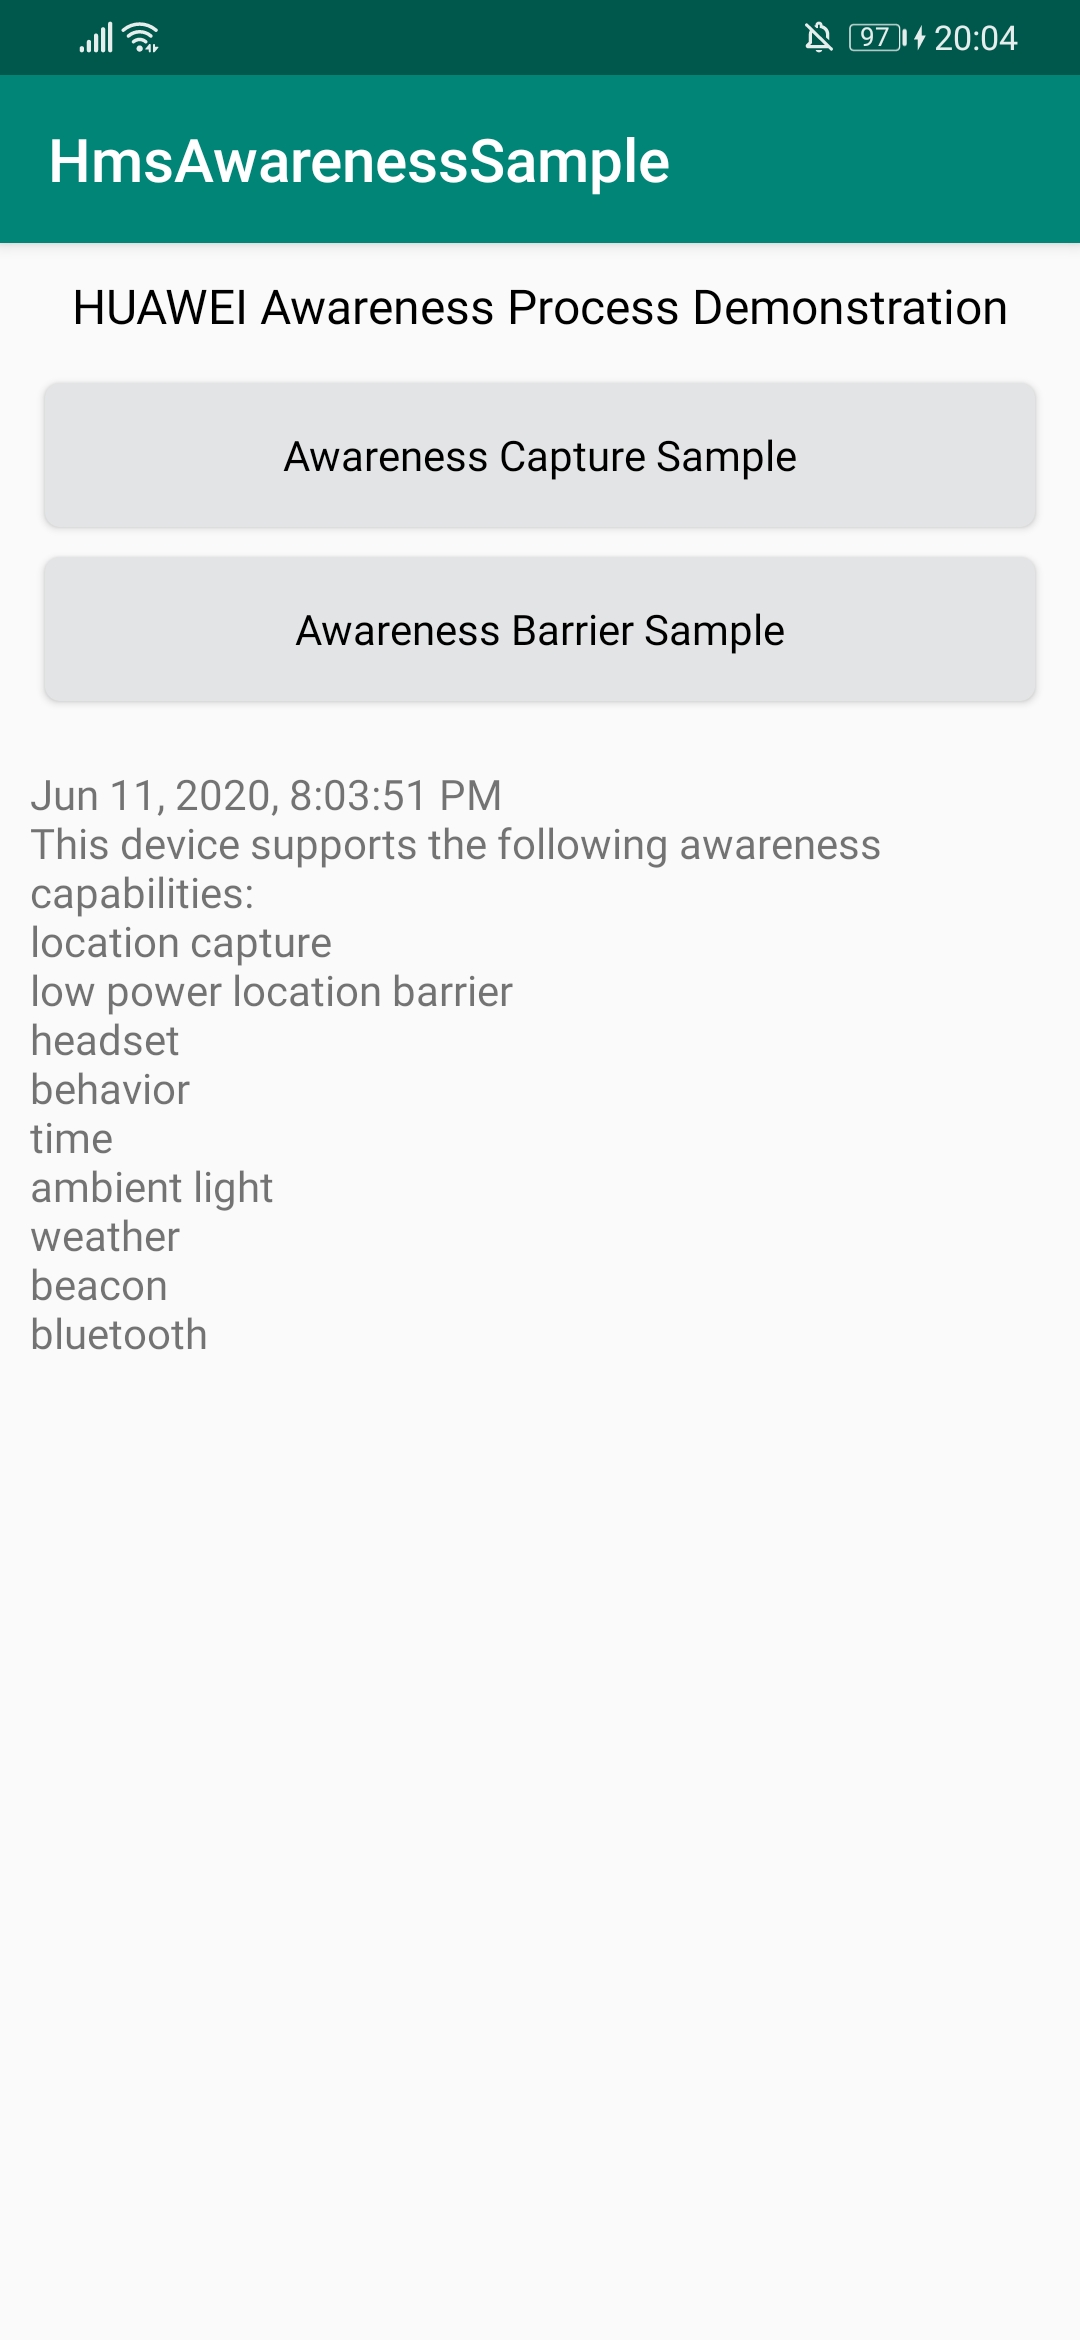 97 20:04
HmsAwarenessSample
HUAWEI Awareness Process Demonstration
Awareness Capture Sample
Awareness Barrier Sample
Jun 11, 2020, 8:03:51 PM
This device supports the following awareness
capabilities:
location capture
low power location barrier
headset
behavior
time
ambient light
weather
beacon
bluetooth